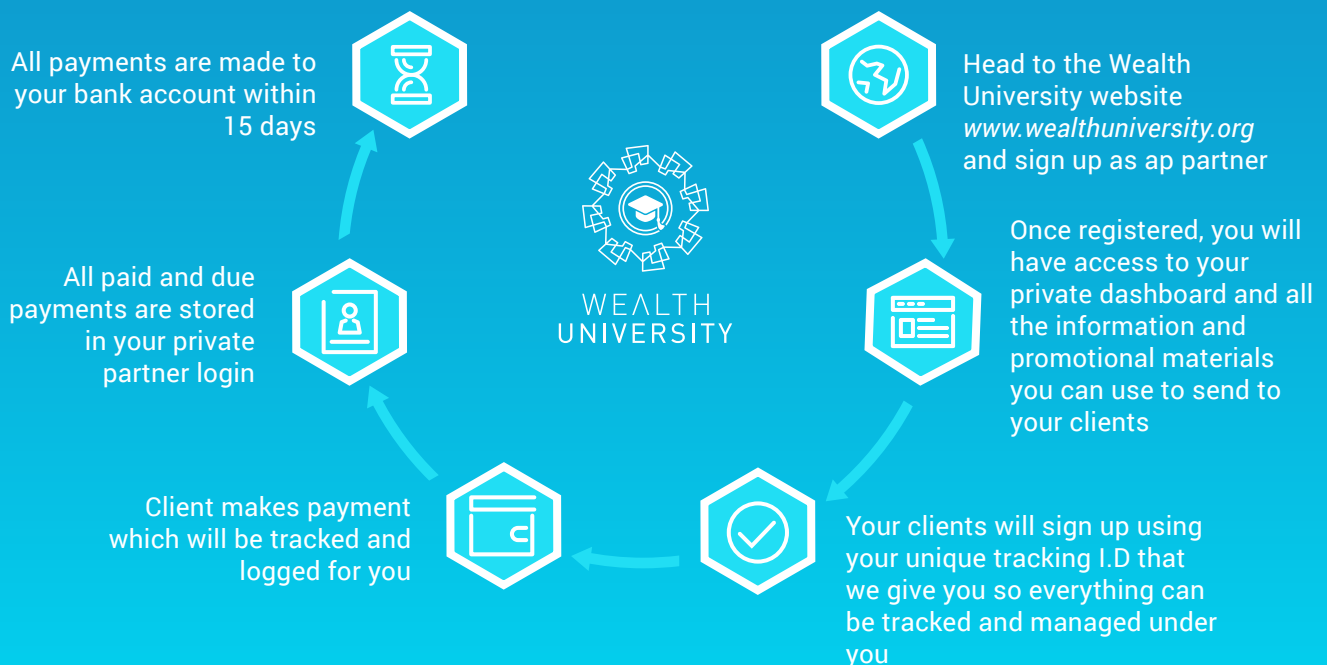 Head to the Wealth
University website
www.wealthuniversity.org
and sign up as ap partner
Once registered, you will
have access to your
private dashboard and all
the information and
promotional materials
you can use to send to
your clients
Your clients will sign up using
your unique tracking I.D that
we give you so everything can
be tracked and managed under
you
Client makes payment
which will be tracked and
logged for you
All paid and due
payments are stored
in your private
partner login
All payments are made to
your bank account within
15 days
WEALTH
UNIVERSITY